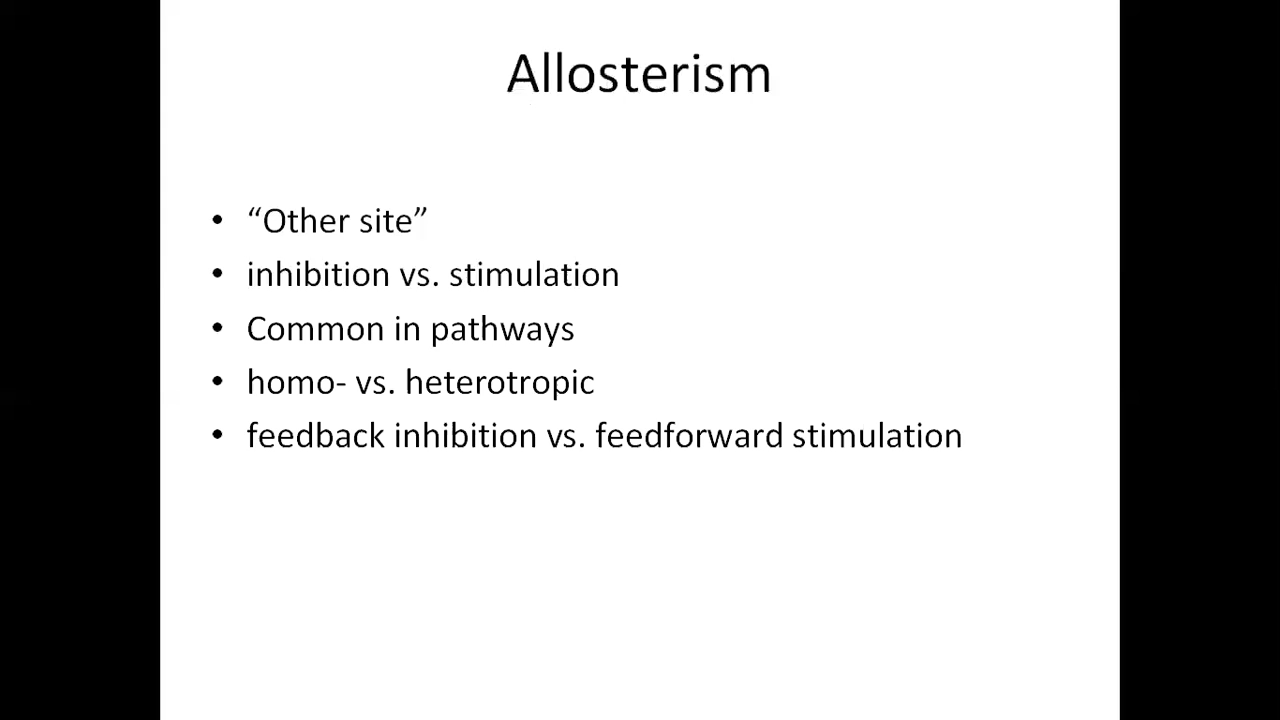 Allosterism
• “Other site”
• inhibition vs. stimulation
• Common in pathways
• homo- vs. heterotropic
• feedback inhibition vs. feedforward stimulation